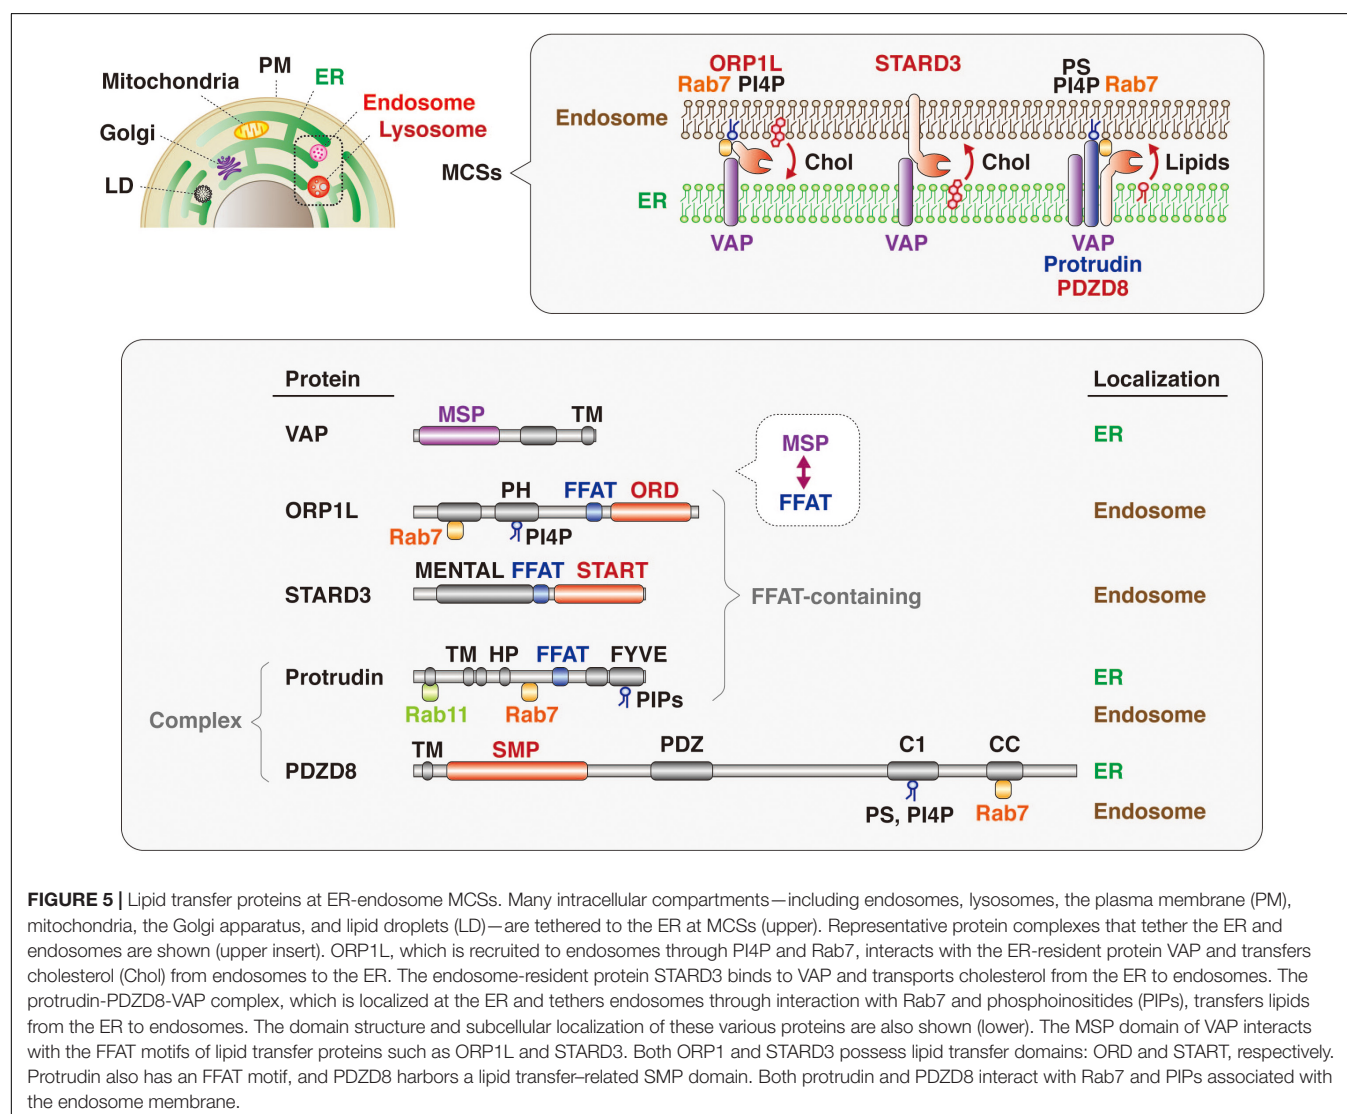 PM
Mitochondria
ER
Endosome
Lysosome
Golgi
LD
MCSs
ORP1L
Rab7 PI4P
STARD3
PS
PI4P Rab7
Endosome
Chol
Chol
Lipids
ER
VAP
VAP
VAP
Protrudin
PDZD8
Protein
Localization
MSP
TM
VAP
ER
MSP
FFAT
PH
FFAT
ORD
ORP1L
Endosome
Rab7
PI4P
MENTAL
FFAT
START
STARD3
FFAT-containing
Endosome
TM
HP
FFAT
FYVE
Protrudin
ER
Rab11
Rab7
PIPs
Endosome
Complex
TM
SMP
PDZ
C1
CC
PDZD8
ER
PS, PI4P
Rab7
Endosome
FIGURE 5 | Lipid transfer proteins at ER-endosome MCSs. Many intracellular compartments—including endosomes, lysosomes, the plasma membrane (PM),
mitochondria, the Golgi apparatus, and lipid droplets (LD)—are tethered to the ER at MCSs (upper). Representative protein complexes that tether the ER and
endosomes are shown (upper insert). ORP1L, which is recruited to endosomes through PI4P and Rab7, interacts with the ER-resident protein VAP and transfers
cholesterol (Chol) from endosomes to the ER. The endosome-resident protein STARD3 binds to VAP and transports cholesterol from the ER to endosomes. The
protrudin-PDZD8-VAP complex, which is localized at the ER and tethers endosomes through interaction with Rab7 and phosphoinositides (PIPs), transfers lipids
from the ER to endosomes. The domain structure and subcellular localization of these various proteins are also shown (lower). The MSP domain of VAP interacts
with the FFAT motifs of lipid transfer proteins such as ORP1L and STARD3. Both ORP1 and STARD3 possess lipid transfer domains: ORD and START, respectively.
Protrudin also has an FFAT motif, and PDZD8 harbors a lipid transfer–related SMP domain. Both protrudin and PDZD8 interact with Rab7 and PIPs associated with
the endosome membrane.